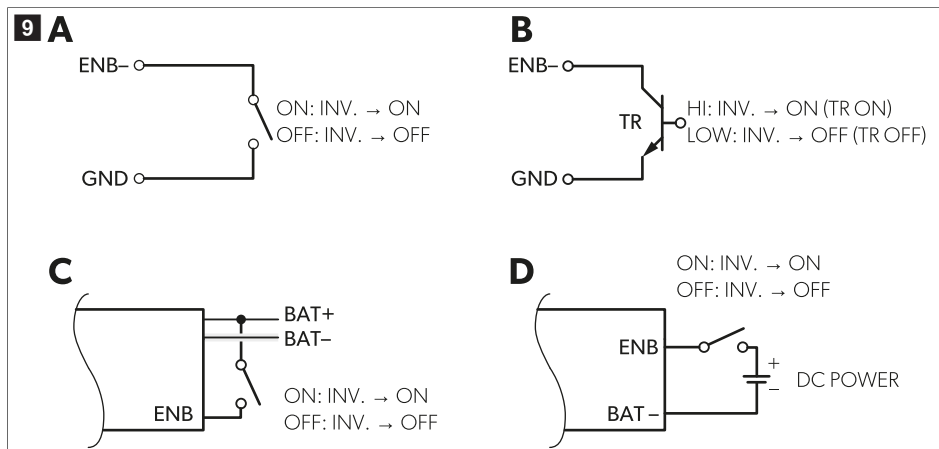 9 A
ENB–
ON: INV. → ON
OFF: INV. → OFF
GND
B
ENB–
TR
HI: INV. → ON (TR ON)
LOW: INV. → OFF (TR OFF)
GND
C
BAT+
BAT–
ENB
ON: INV. → ON
OFF: INV. → OFF
D
ON: INV. → ON
OFF: INV. → OFF
ENB
+
–
DC POWER
BAT –